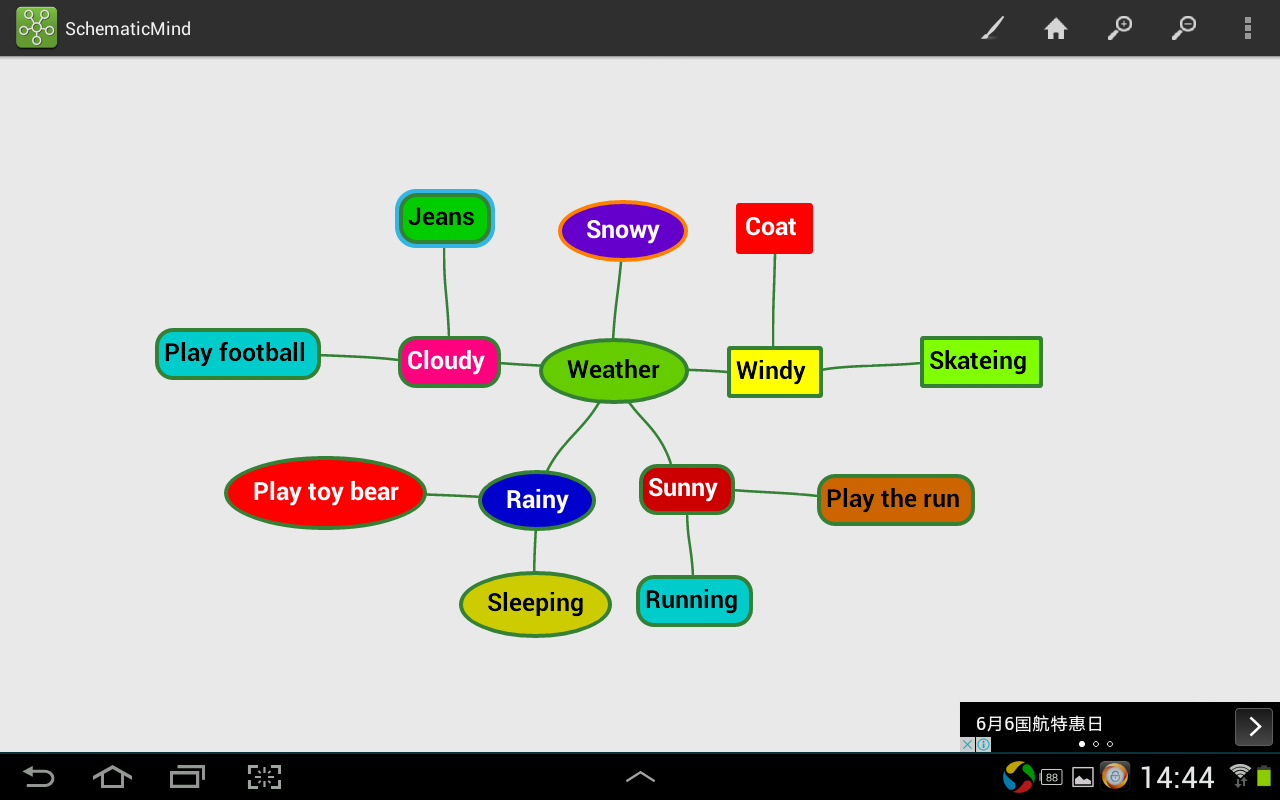 SchematicMind
Jeans
Snowy
Coat
Play football
Cloudy
Weather
Windy
Skateing
Play toy bear
Rainy
Sunny
Play the run
Sleeping
Running
6月6国航特惠日
88
14:44